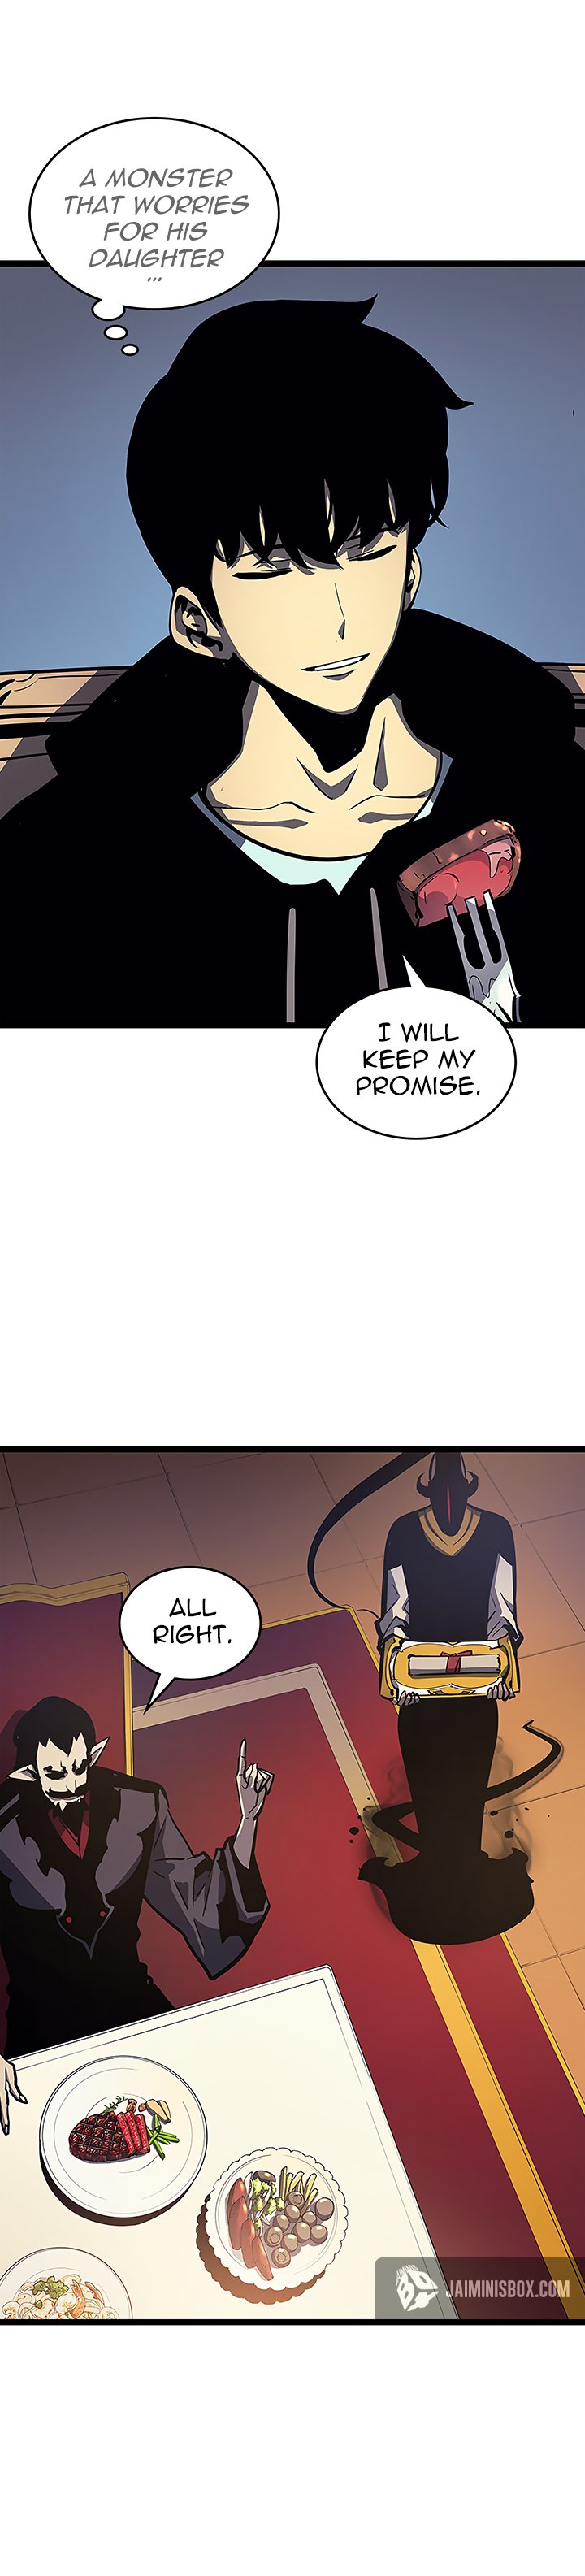 A MONSTER
THAT WORRIES
FOR HIS
DAUGHTER
...
I WILL
KEEP MY
PROMISE.
ALL
RIGHT.
JAIMINISBOX.COM